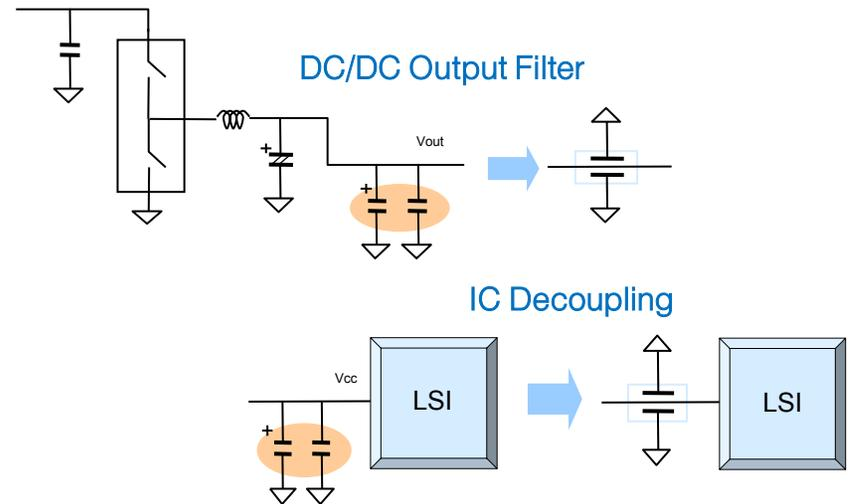 DC/DC Output Filter
+
Vout
+
IC Decoupling
Vcc
LSI
LSI
+